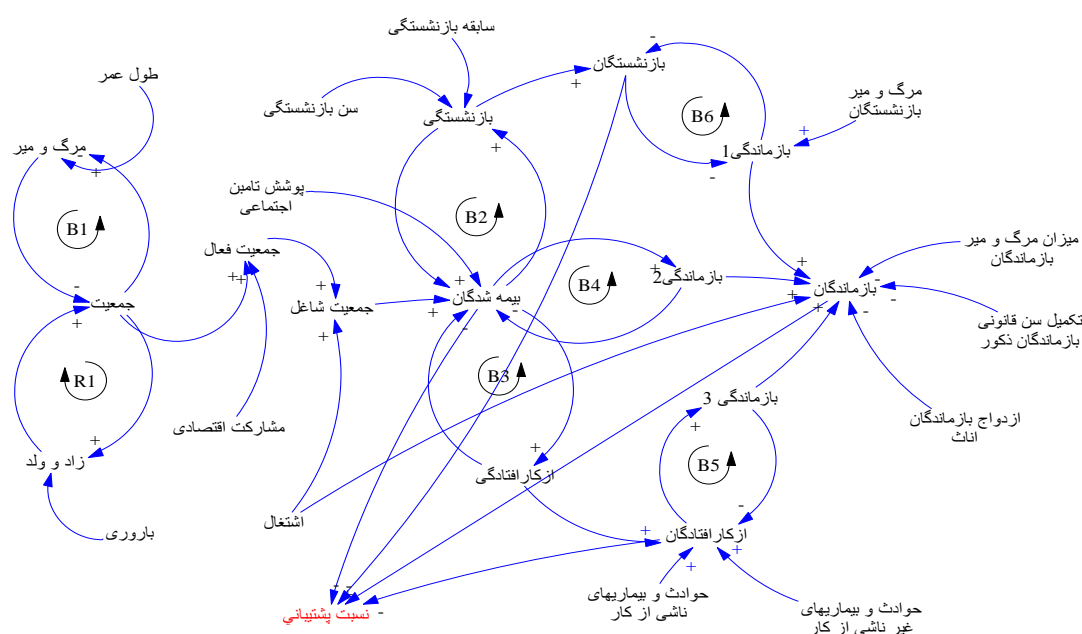 سابقه بازنشستگی
بازنشستگان
طول عمر
سن بازنشستگی
بازنشستگی
مرگ و میر
بازنشستگان
B6
بازماندگی1
مرگ و میر
پوشش تامین
اجتماعی
B1
B2
جمعیت فعال
میزان مرگ و میر
بازماندگان
جمعیت
جمعیت شاغل
بیمه شدگان
B4
بازماندگی2
بازماندگان
تکمیل سن قانونی
بازماندگان ذکور
R1
B3
بازماندگی 3
ازدواج بازماندگان
اناث
مشارکت اقتصادی
زاد و ولد
ازکارافتادگی
B5
اشتغال
باروری
ازکارافتادگان
حوادث و بیماریهای
ناشی از کار
حوادث و بیماریهای
غیر ناشی از کار
نسبت پشتیباني